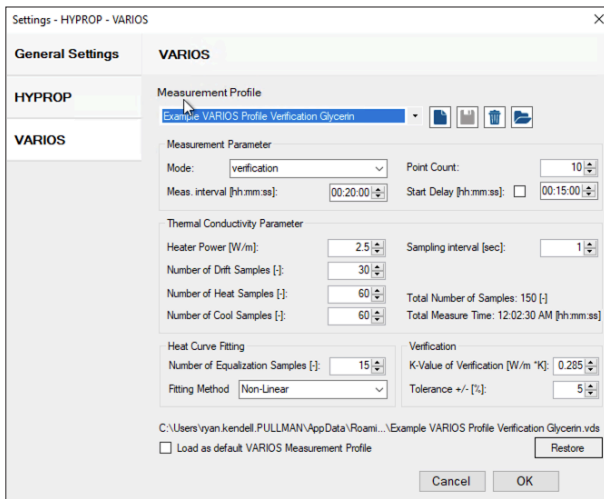 Settings - HYPROP - VARIOS
General Settings
HYPROP
VARIOS
VARIOS
Measurement Profile
Example VARIOS Profile Verification Glycerin
Measurement Parameter
Mode: verification Point Count: 10
Meas. interval [hh:mm:ss]: 00:20:00 Start Delay [hh:mm:ss]: 00:15:00
Thermal Conductivity Parameter
Heater Power [W/m]: 2.5 Sampling interval [sec]: 1
Number of Drift Samples [-]: 30
Number of Heat Samples [-]: 60 Total Number of Samples: 150 [-]
Number of Cool Samples [-]: 60 Total Measure Time: 12:02:30 AM [hh:mm:ss]
Heat Curve Fitting Verification
Number of Equalization Samples [-]: 15 K-Value of Verification [W/m *K]: 0.285
Fitting Method Non-Linear Tolerance +/- [%]: 5
C:\Users\ryan.kendell.PULLMAN\AppData\Roami...\Example VARIOS Profile Verification Glycerin.vds
Load as default VARIOS Measurement Profile Restore
Cancel OK